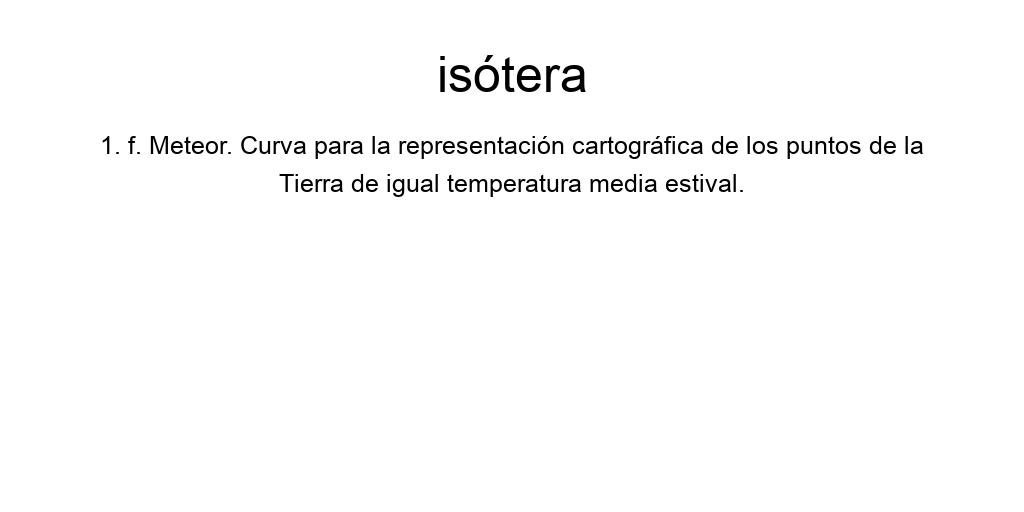 isótera
1. f. Meteor. Curva para la representación cartográfica de los puntos de la
Tierra de igual temperatura media estival.